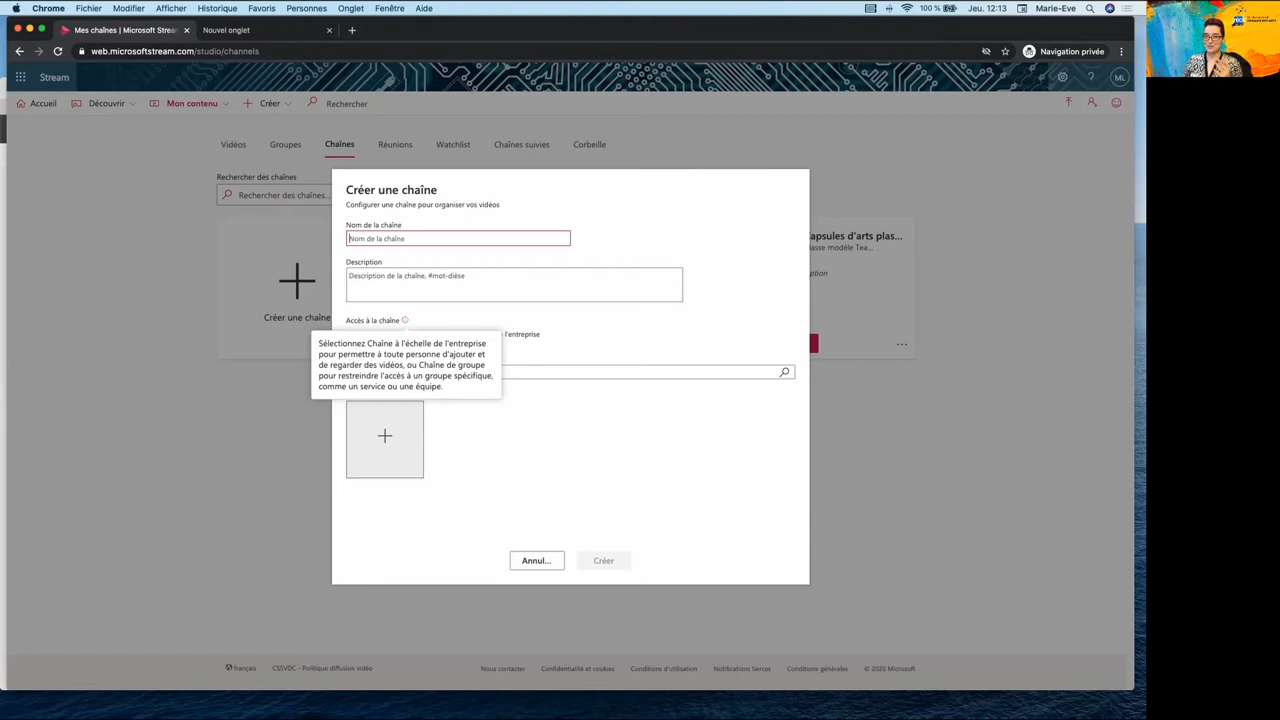 Chrome Fichier Modifier Afficher Historique Favoris Personnes Onglet Fenêtre Aide 100 % Jeu. 12:13 Marie-Eve
Mes chaînes | Microsoft Strea Nouvel onglet
web.microsoftstream.com/studio/channels Navigation privée
Stream ML
Accueil Découvrir Mon contenu Créer Rechercher
Vidéos Groupes Chaînes Réunions Watchlist Chaînes suivies Corbeille
Rechercher des chaînes
Rechercher des chaînes...
Créer une chaîne
Configurer une chaîne pour organiser vos vidéos
Nom de la chaîne
Nom de la chaîne
Description
Description de la chaîne, #mot-dièse
Accès à la chaîne
l'entreprise
Sélectionnez Chaîne à l'échelle de l'entreprise
pour permettre à toute personne d'ajouter et
de regarder des vidéos, ou Chaîne de groupe
pour restreindre l'accès à un groupe spécifique,
comme un service ou une équipe.
Annul... Créer
Créer une chaîne
apsules d'arts plas...
lasse modèle Tea...
ption
français CSSVDC - Politique diffusion vidéo Nous contacter Confidentialité et cookies Conditions d'utilisation Notifications tierces Conditions générales © 2020 Microsoft